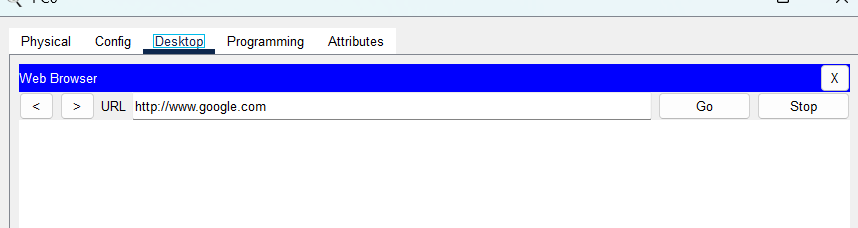 Physical Config Desktop Programming Attributes
Web Browser X
< > URL http://www.google.com Go Stop